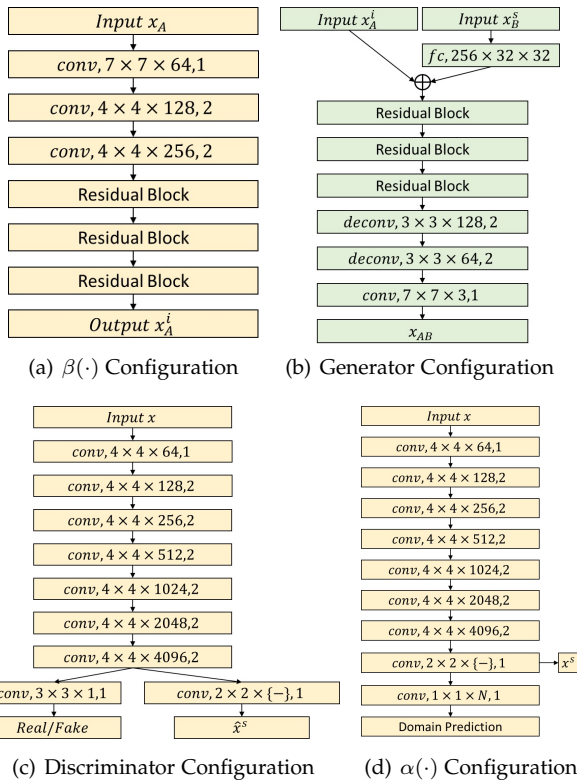 Input x_A
conv, 7 × 7 × 64,1
conv, 4 × 4 × 128, 2
conv, 4 × 4 × 256, 2
Residual Block
Residual Block
Residual Block
Output x_A^i
(a) β(·) Configuration
Input x_A^i
Input x_B^s
fc, 256 × 32 × 32
⊕
Residual Block
Residual Block
Residual Block
deconv, 3 × 3 × 128, 2
deconv, 3 × 3 × 64, 2
conv, 7 × 7 × 3,1
x_AB
(b) Generator Configuration
Input x
conv, 4 × 4 × 64,1
conv, 4 × 4 × 128,2
conv, 4 × 4 × 256,2
conv, 4 × 4 × 512,2
conv, 4 × 4 × 1024,2
conv, 4 × 4 × 2048,2
conv, 4 × 4 × 4096,2
conv, 3 × 3 × 1,1
conv, 2 × 2 × {−}, 1
Real/Fake
x̂^s
(c) Discriminator Configuration
Input x
conv, 4 × 4 × 64,1
conv, 4 × 4 × 128,2
conv, 4 × 4 × 256,2
conv, 4 × 4 × 512,2
conv, 4 × 4 × 1024,2
conv, 4 × 4 × 2048,2
conv, 4 × 4 × 4096,2
conv, 2 × 2 × {−}, 1
x^s
conv, 1 × 1 × N, 1
Domain Prediction
(d) α(·) Configuration